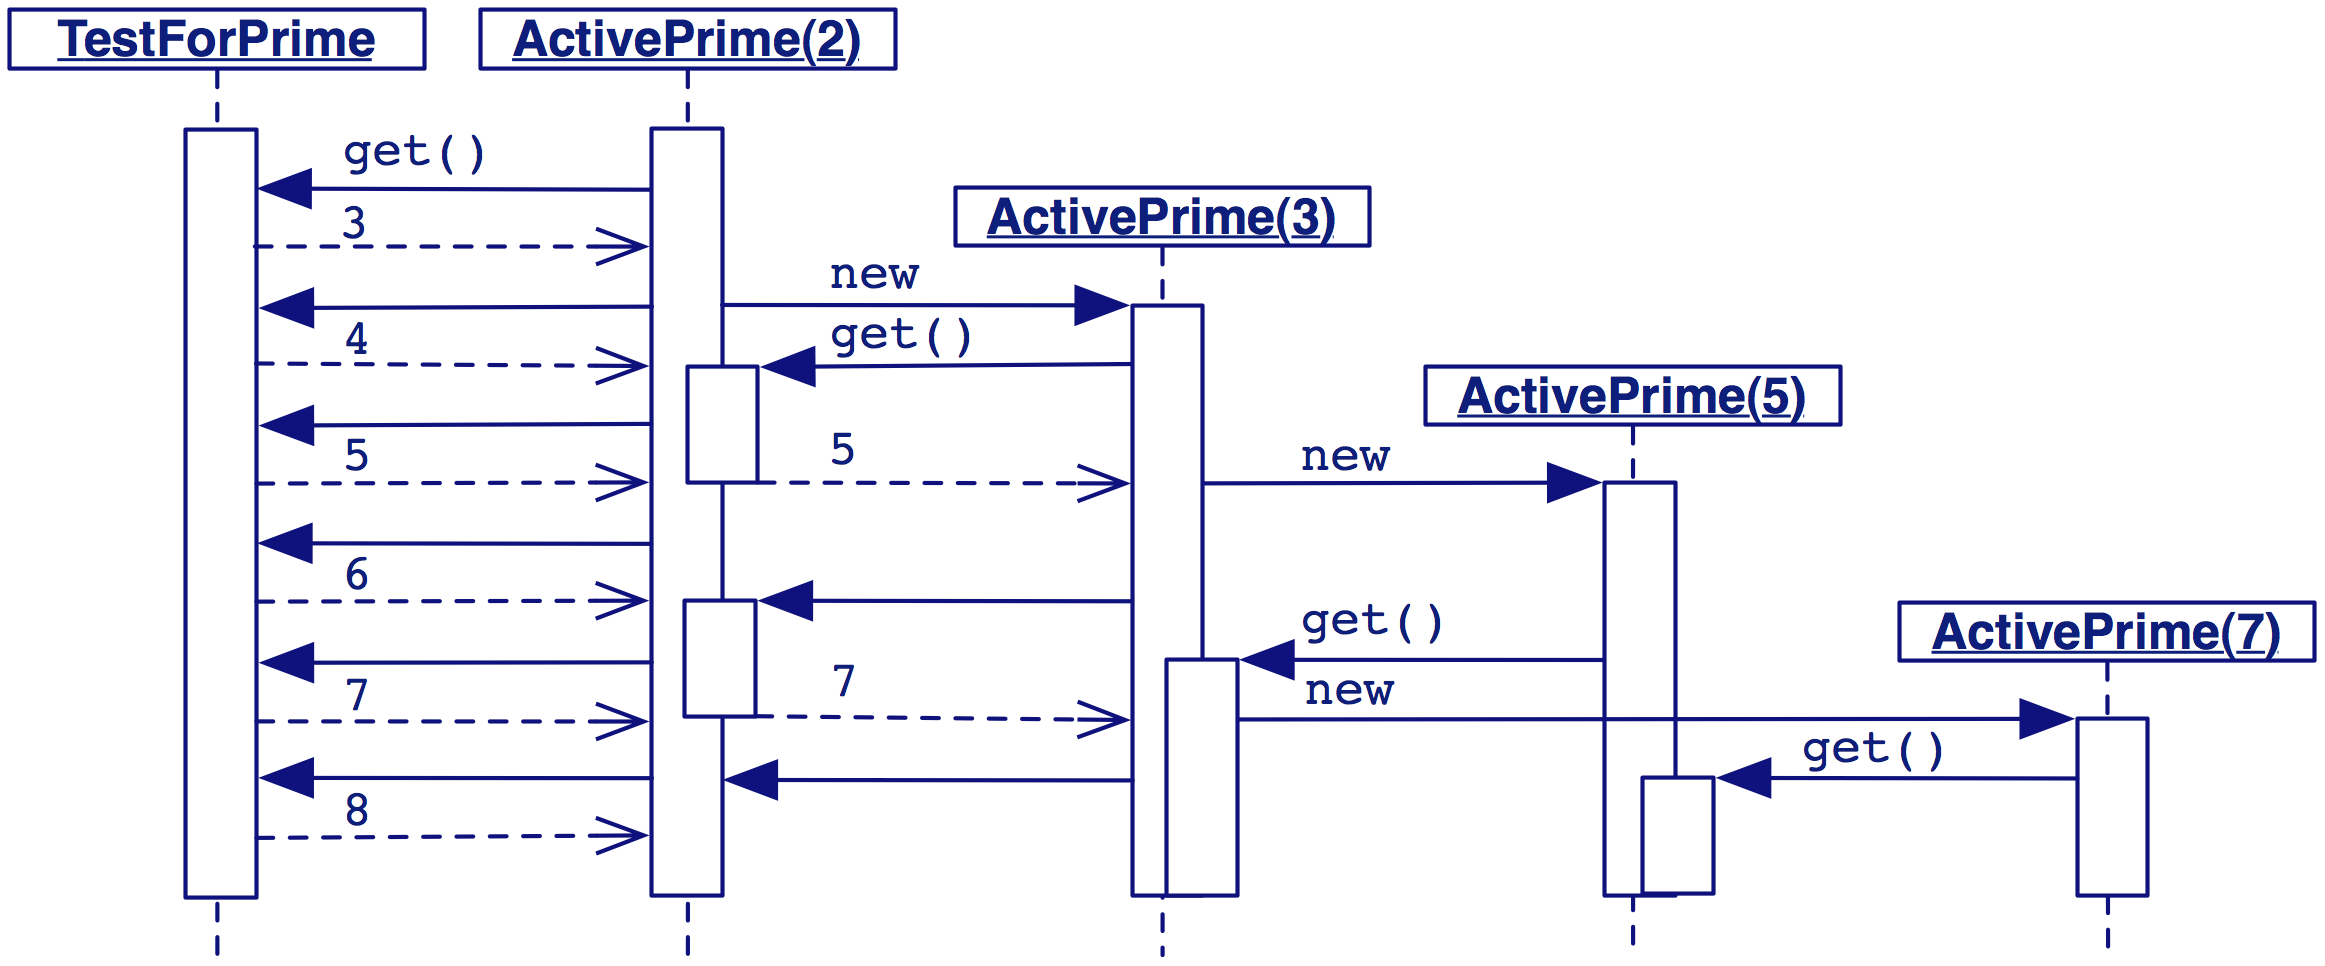 TestForPrime
ActivePrime(2)
get()
3
ActivePrime(3)
new
get()
4
ActivePrime(5)
5
5
new
6
get()
ActivePrime(7)
7
7
new
get()
8